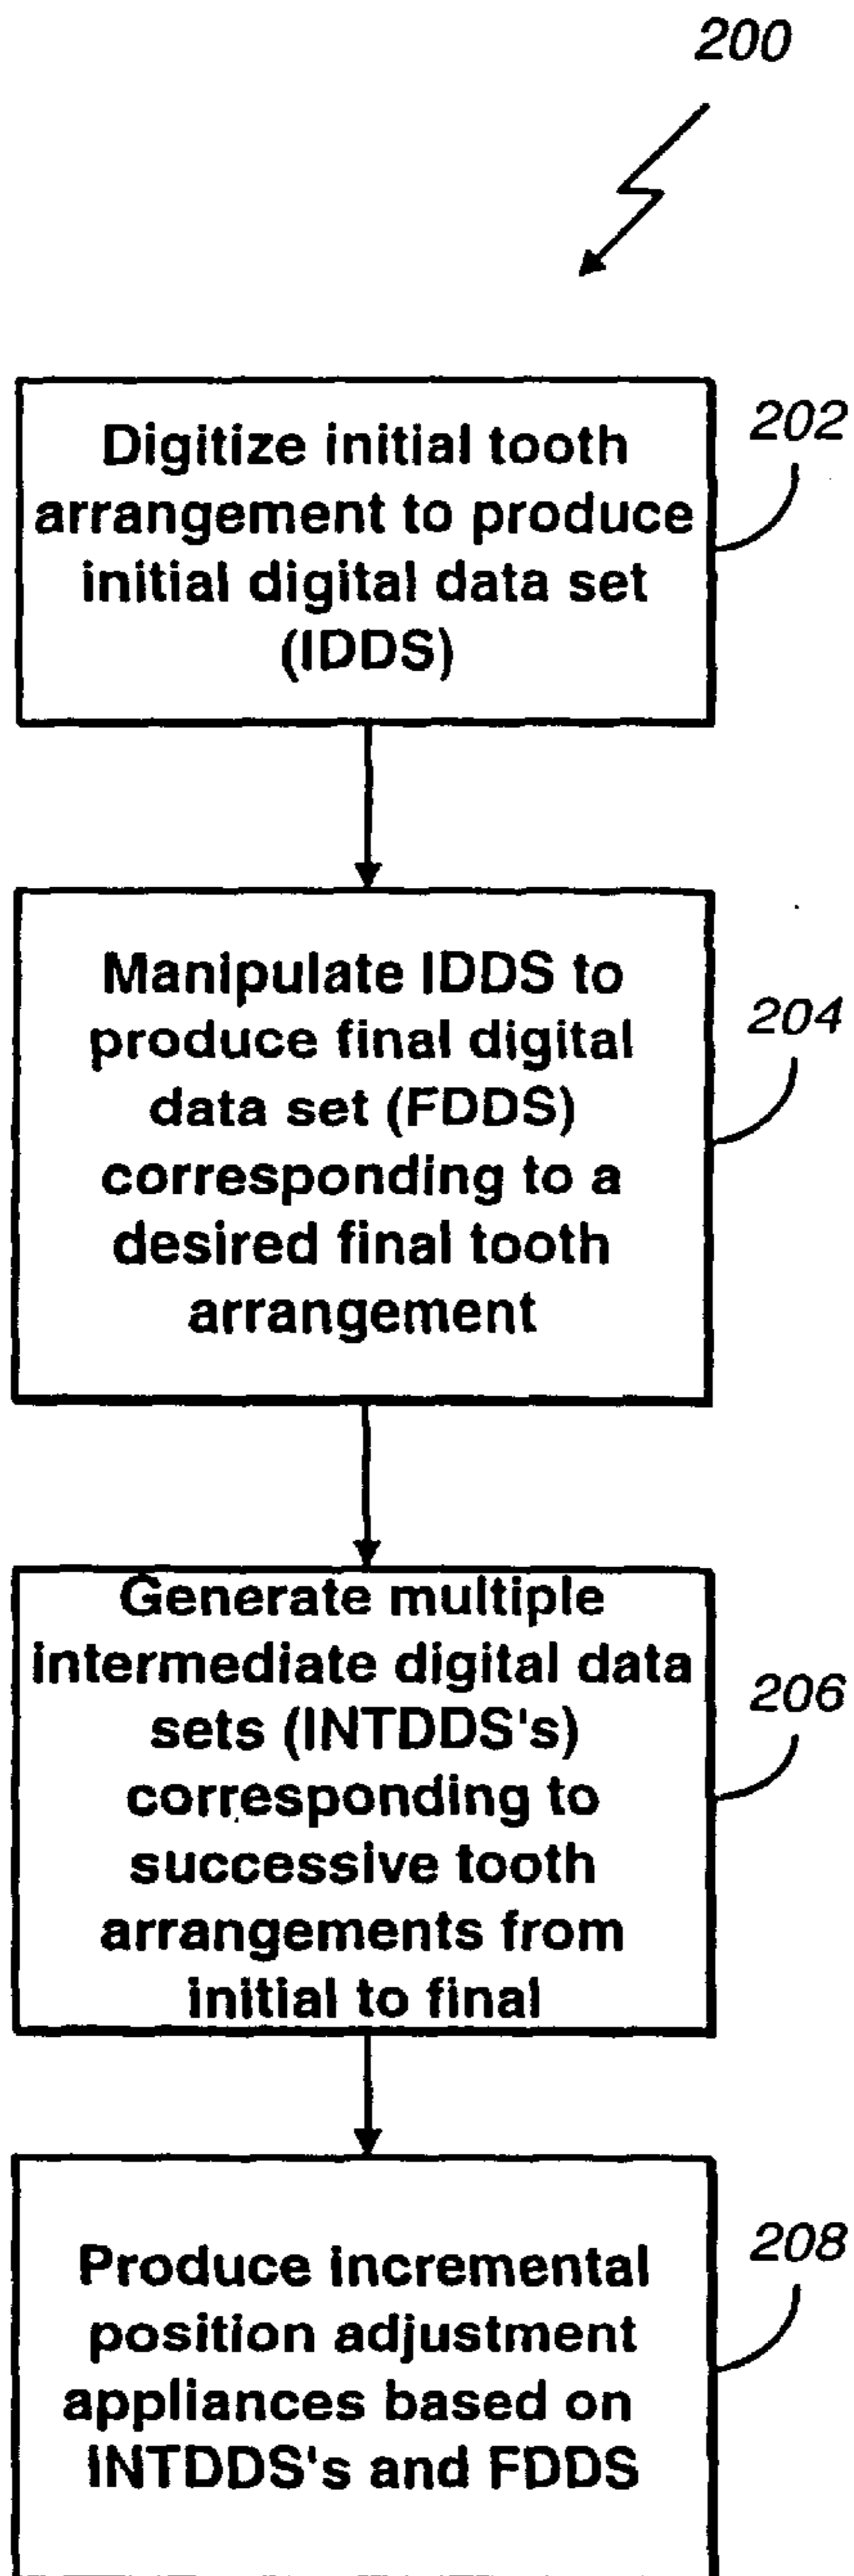 200
202
Digitize initial tooth
arrangement to produce
initial digital data set
(IDDS)
204
Manipulate IDDS to
produce final digital
data set (FDDS)
corresponding to a
desired final tooth
arrangement
206
Generate multiple
intermediate digital data
sets (INTDDS's)
corresponding to
successive tooth
arrangements from
initial to final
208
Produce incremental
position adjustment
appliances based on
INTDDS's and FDDS